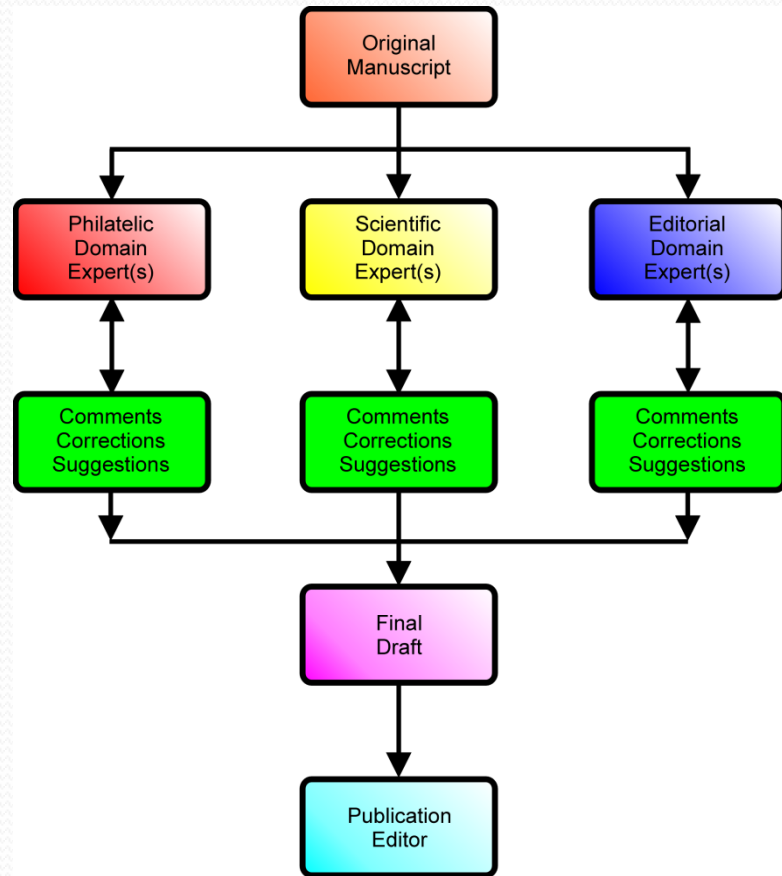 Original
Manuscript
Philatelic
Domain
Expert(s)
Scientific
Domain
Expert(s)
Editorial
Domain
Expert(s)
Comments
Corrections
Suggestions
Comments
Corrections
Suggestions
Comments
Corrections
Suggestions
Final
Draft
Publication
Editor